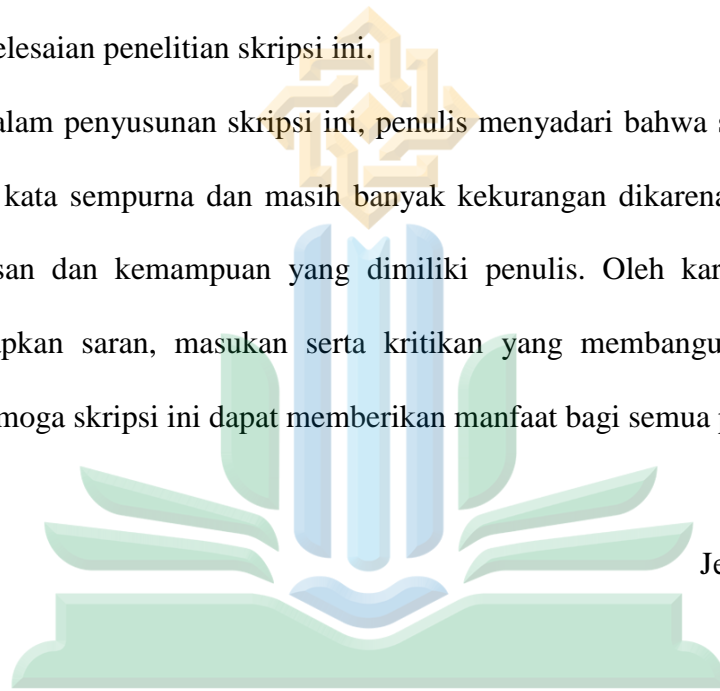 elesaian penelitian skripsi ini.
alam penyusunan skripsi ini, penulis menyadari bahwa s
kata sempurna dan masih banyak kekurangan dikarena
san dan kemampuan yang dimiliki penulis. Oleh kar
pkan saran, masukan serta kritikan yang membangu
moga skripsi ini dapat memberikan manfaat bagi semua p
Je